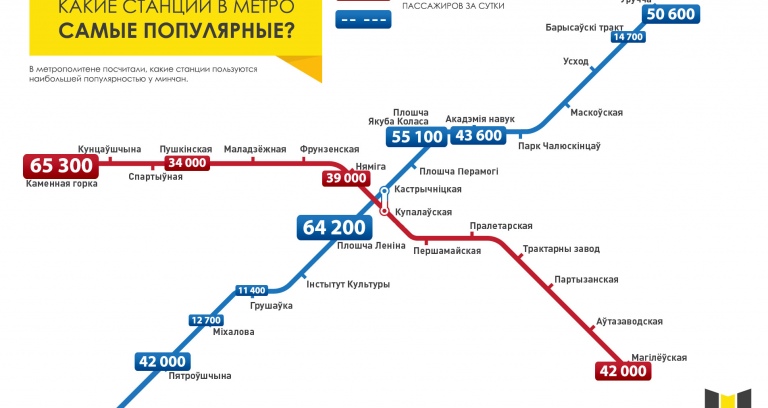 КАКИЕ СТАНЦИИ В МЕТРО
САМЫЕ ПОПУЛЯРНЫЕ?
В метрополитене посчитали, какие станции пользуются
наибольшей популярностью у минчан.
ПАССАЖИРОВ ЗА СУТКИ
Уручча
50 600
Барысаўскі тракт
14 700
Усход
Маскоўская
Парк Чалюскінцаў
Акадэмія навук
43 600
Плошча
Якуба Коласа
55 100
Плошча Перамогі
Кастрычніцкая
Купалаўская
64 200
Плошча Леніна
Інстытут Культуры
11 400
Грушаўка
12 700
Міхалова
42 000
Пятроўшчына
65 300
Каменная горка
Кунцаўшчына
Спартыўная
Пушкінская
34 000
Маладзёжная
Фрунзенская
Няміга
39 000
Першамайская
Пралетарская
Трактарны завод
Партызанская
Аўтазаводская
Магілёўская
42 000